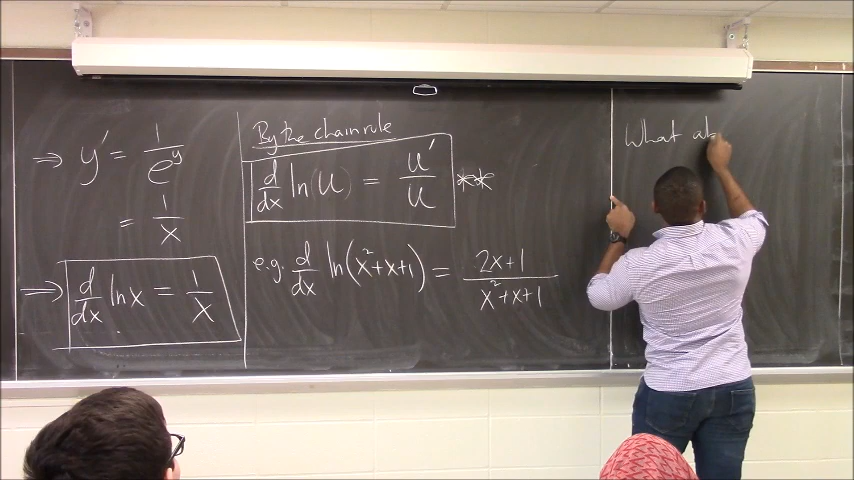 ⇒ y' = 1/e^y
= 1/x
⇒ d/dx ln x = 1/x
By the chain rule
d/dx ln(u) = u'/u **
e.g. d/dx ln(x²+x+1) = 2x+1/x²+x+1
What